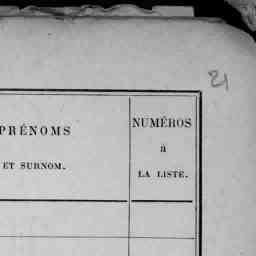 21
PRÉNOMS
ET SURNOM.
NUMÉROS
à
LA LISTE.